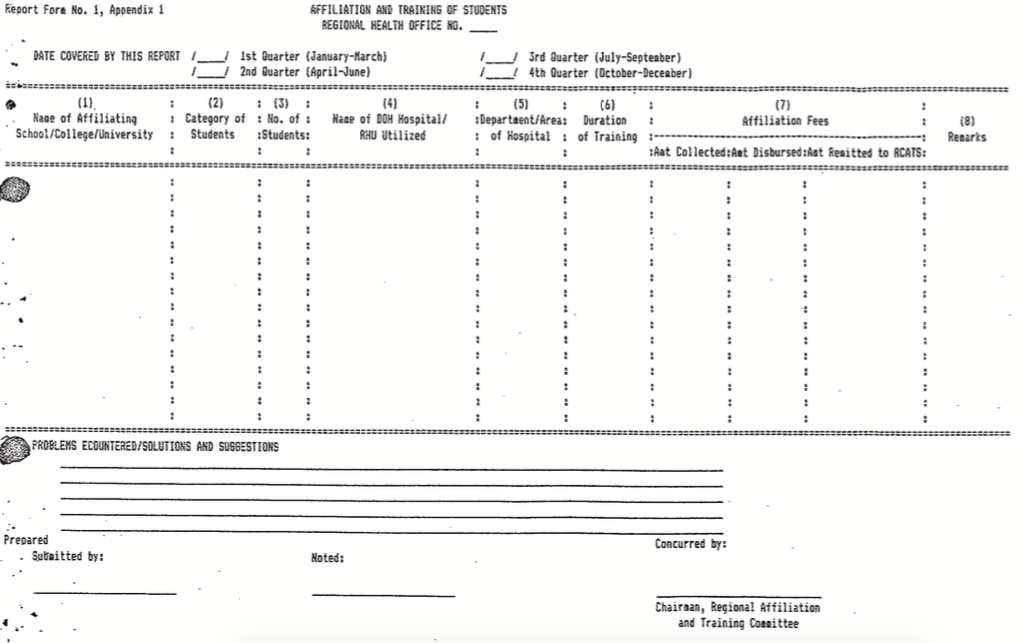 Report Form No. 1, Appendix 1
AFFILIATION AND TRAINING OF STUDENTS
REGIONAL HEALTH OFFICE NO. ____
DATE COVERED BY THIS REPORT /____/ 1st Quarter (January-March) /____/ 3rd Quarter (July-September)
/____/ 2nd Quarter (April-June) /____/ 4th Quarter (October-December)
(1) : (2) : (3) : (4) : (5) : (6) : (7) :
Name of Affiliating : Category of : No. of : Name of DOH Hospital/ :Department/Area: Duration : Affiliation Fees : (8)
School/College/University : Students :Students: RHU Utilized : of Hospital : of Training : : Remarks
:Amt Collected:Amt Disbursed:Amt Remitted to RCATS:
PROBLEMS ECOUNTERED/SOLUTIONS AND SUGGESTIONS
Prepared
Submitted by: Noted: Concurred by:
Chairman, Regional Affiliation
and Training Committee